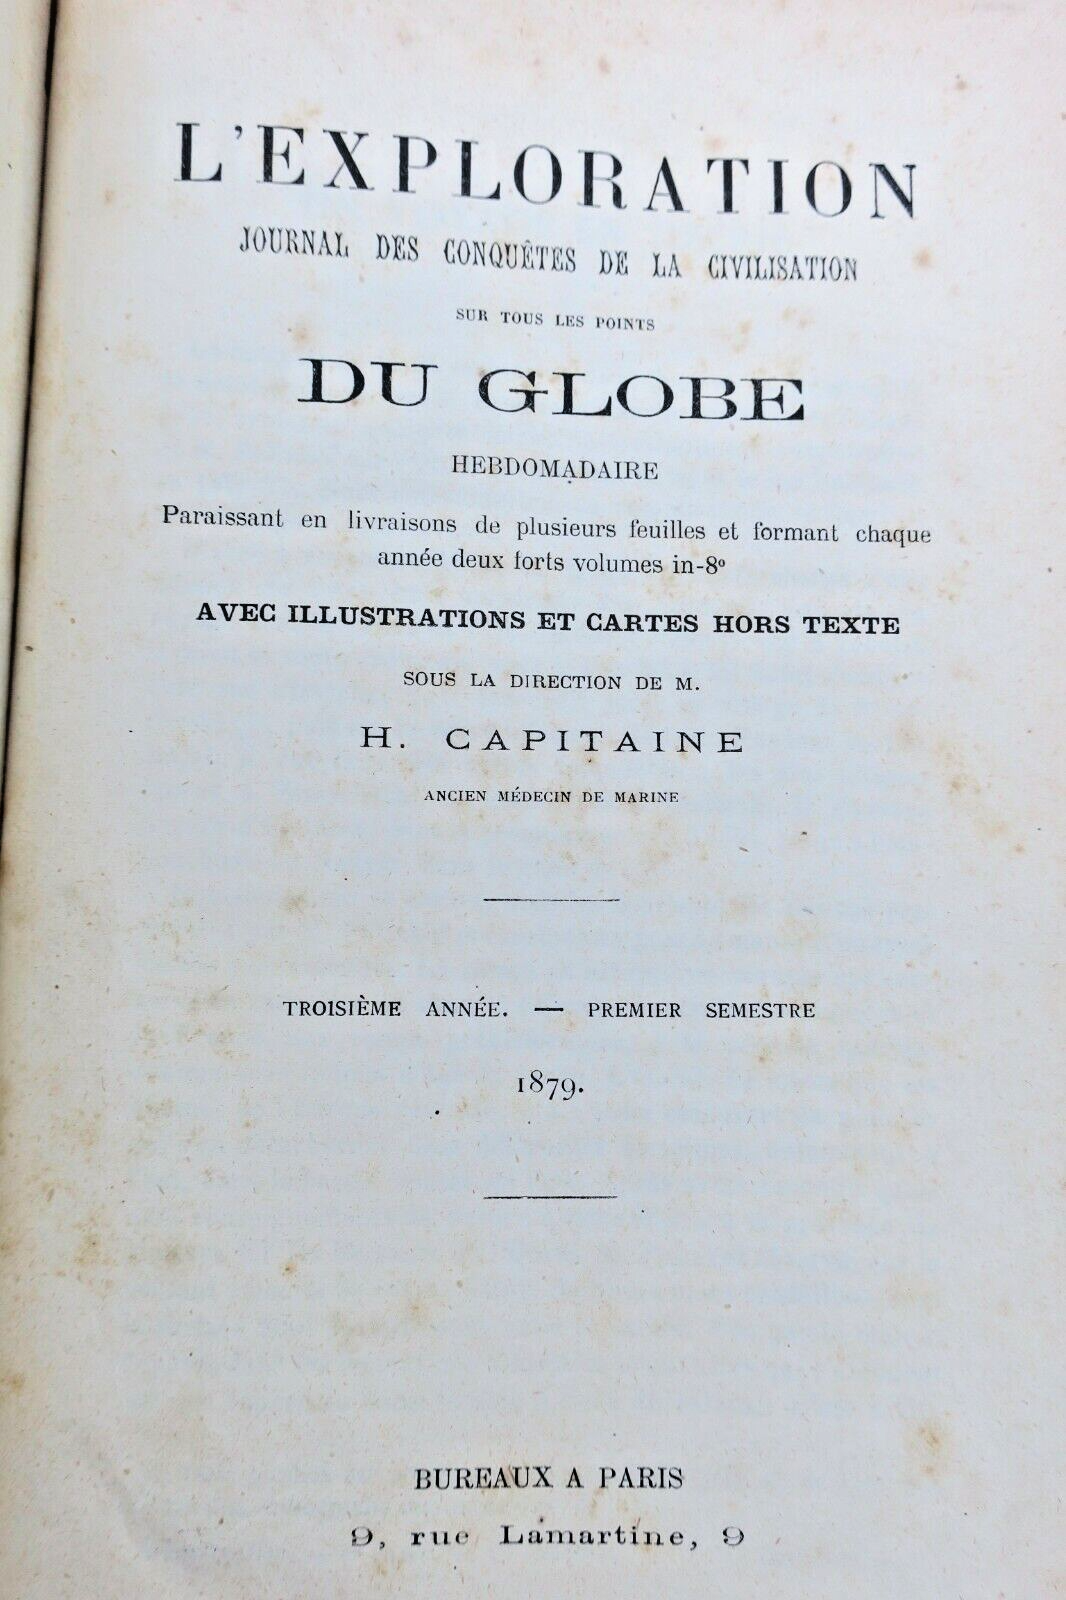 L'EXPLORATION
JOURNAL DES CONQUÊTES DE LA CIVILISATION
SUR TOUS LES POINTS
DU GLOBE
HEBDOMADAIRE
Paraissant en livraisons de plusieurs feuilles et formant chaque
année deux forts volumes in-8º
AVEC ILLUSTRATIONS ET CARTES HORS TEXTE
SOUS LA DIRECTION DE M.
H. CAPITAINE
ANCIEN MÉDECIN DE MARINE
TROISIÈME ANNÉE. — PREMIER SEMESTRE
1879.
BUREAUX A PARIS
9, rue Lamartine, 9